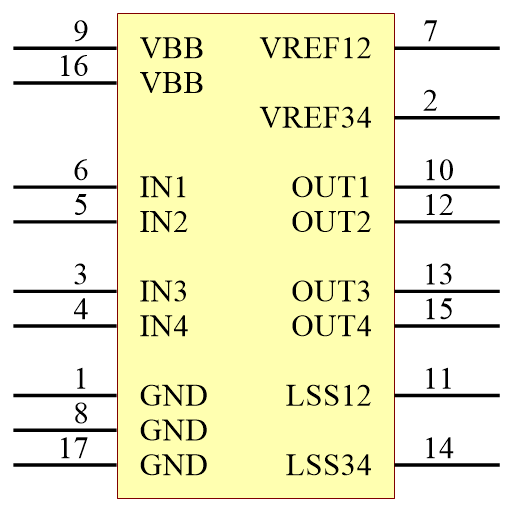 9 VBB VREF12 7
16 VBB
VREF34 2
6 IN1 OUT1 10
5 IN2 OUT2 12
3 IN3 OUT3 13
4 IN4 OUT4 15
1 GND LSS12 11
8 GND
17 GND LSS34 14